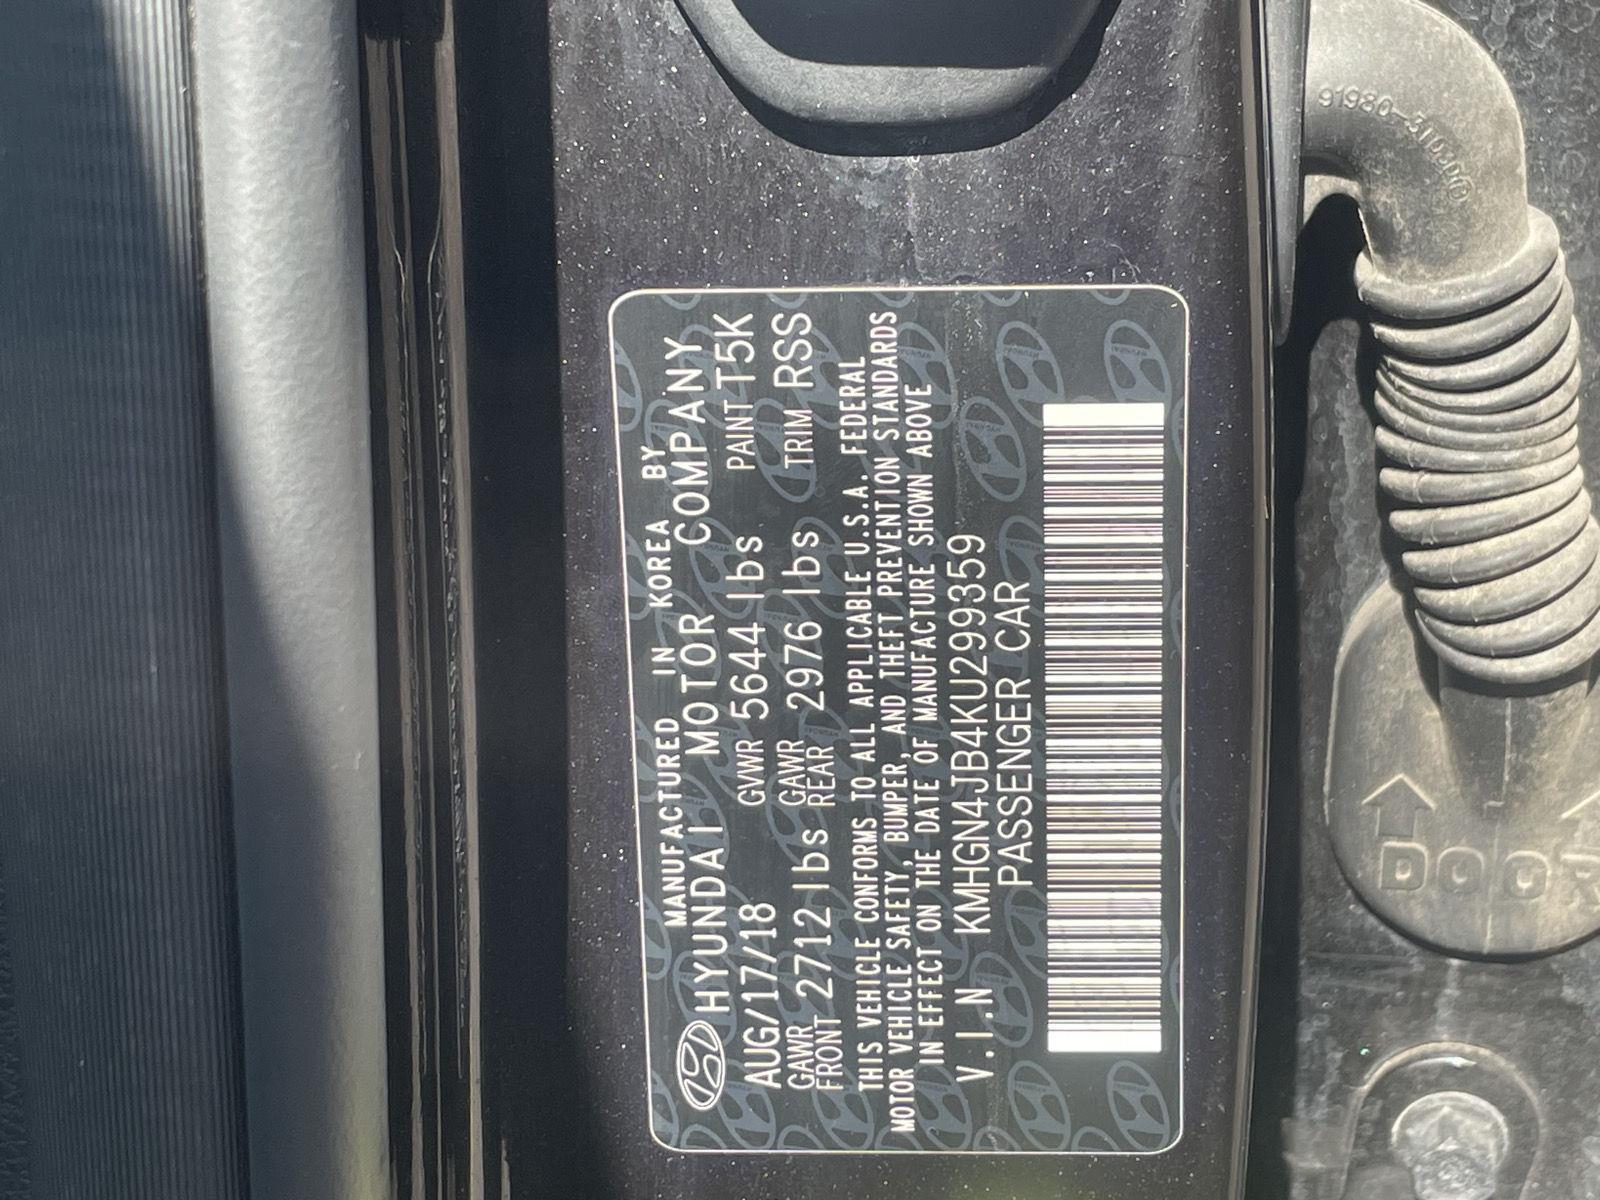 MANUFACTURED IN KOREA BY
HYUNDAI MOTOR COMPANY
AUG/17/18 GVWR 5644 lbs PAINT T5K
GAWR FRONT 2712 lbs GAWR REAR 2976 lbs TRIM RSS
THIS VEHICLE CONFORMS TO ALL APPLICABLE U.S.A. FEDERAL
MOTOR VEHICLE SAFETY, BUMPER, AND THEFT PREVENTION STANDARDS
IN EFFECT ON THE DATE OF MANUFACTURE SHOWN ABOVE
V.I.N KMHGN4JB4KU299359
PASSENGER CAR
DOOR